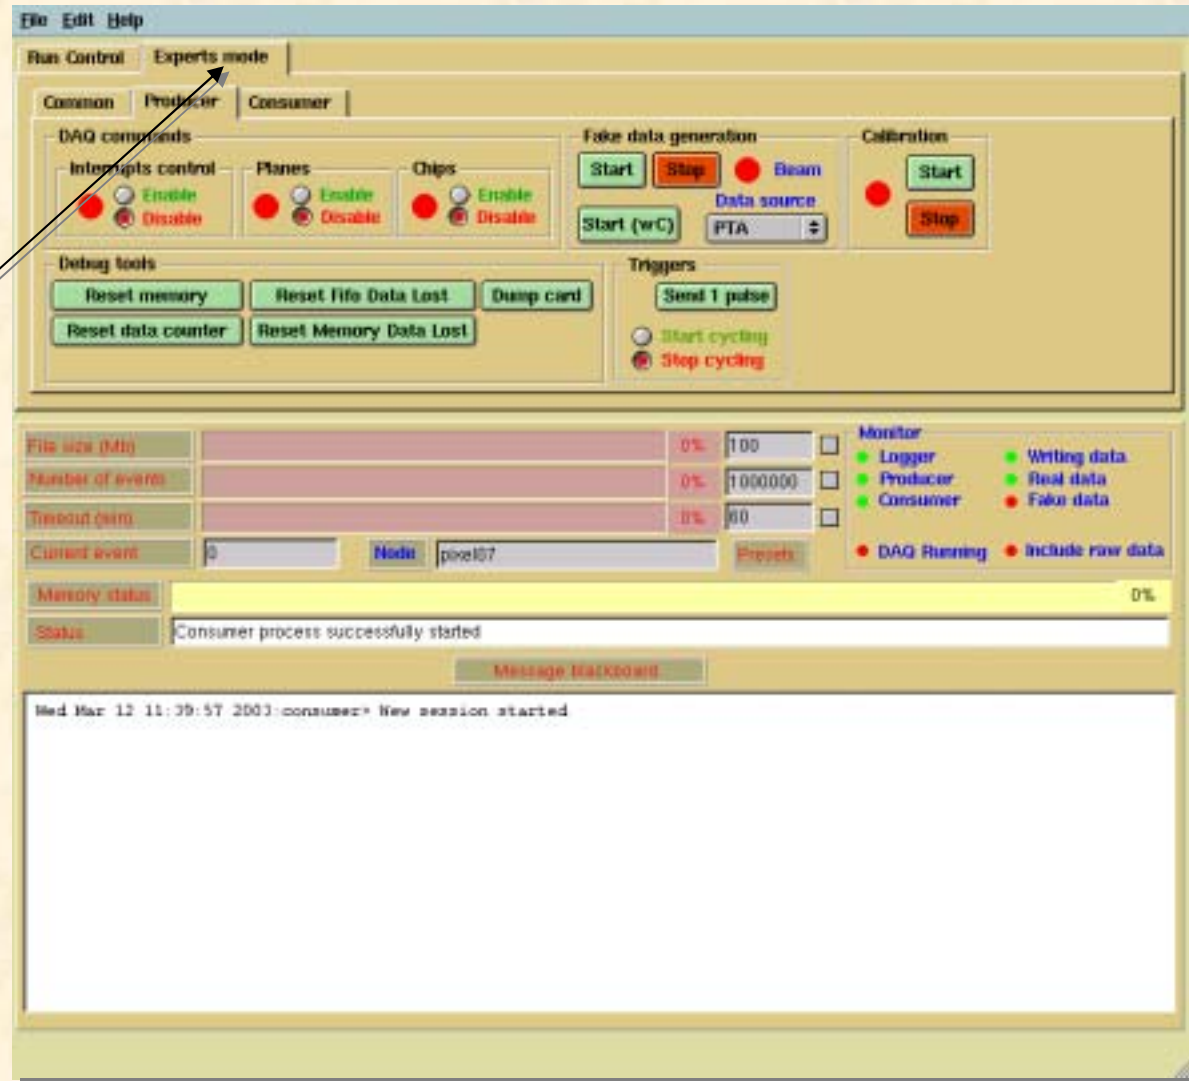 File Edit Help
Run Control Experts mode
Common Producer Consumer
DAQ commands
Interrupts control
Enable
Disable
Planes
Enable
Disable
Chips
Enable
Disable
Fake data generation
Start Stop Beam
Data source
Start (wC) PTA
Calibration
Start
Stop
Debug tools
Reset memory Reset Fifo Data Lost Dump card
Reset data counter Reset Memory Data Lost
Triggers
Send 1 pulse
Start cycling
Stop cycling
File size (Mb) 0% 100
Number of events 0% 1000000
Timeout (min) 0% 60
Current event 0 Node pixel07 Presets
Monitor
Logger Writing data
Producer Real data
Consumer Fake data
DAQ Running Include raw data
Memory status 0%
Status Consumer process successfully started
Message blackboard
Wed Mar 12 11:39:57 2003:consumer> New session started